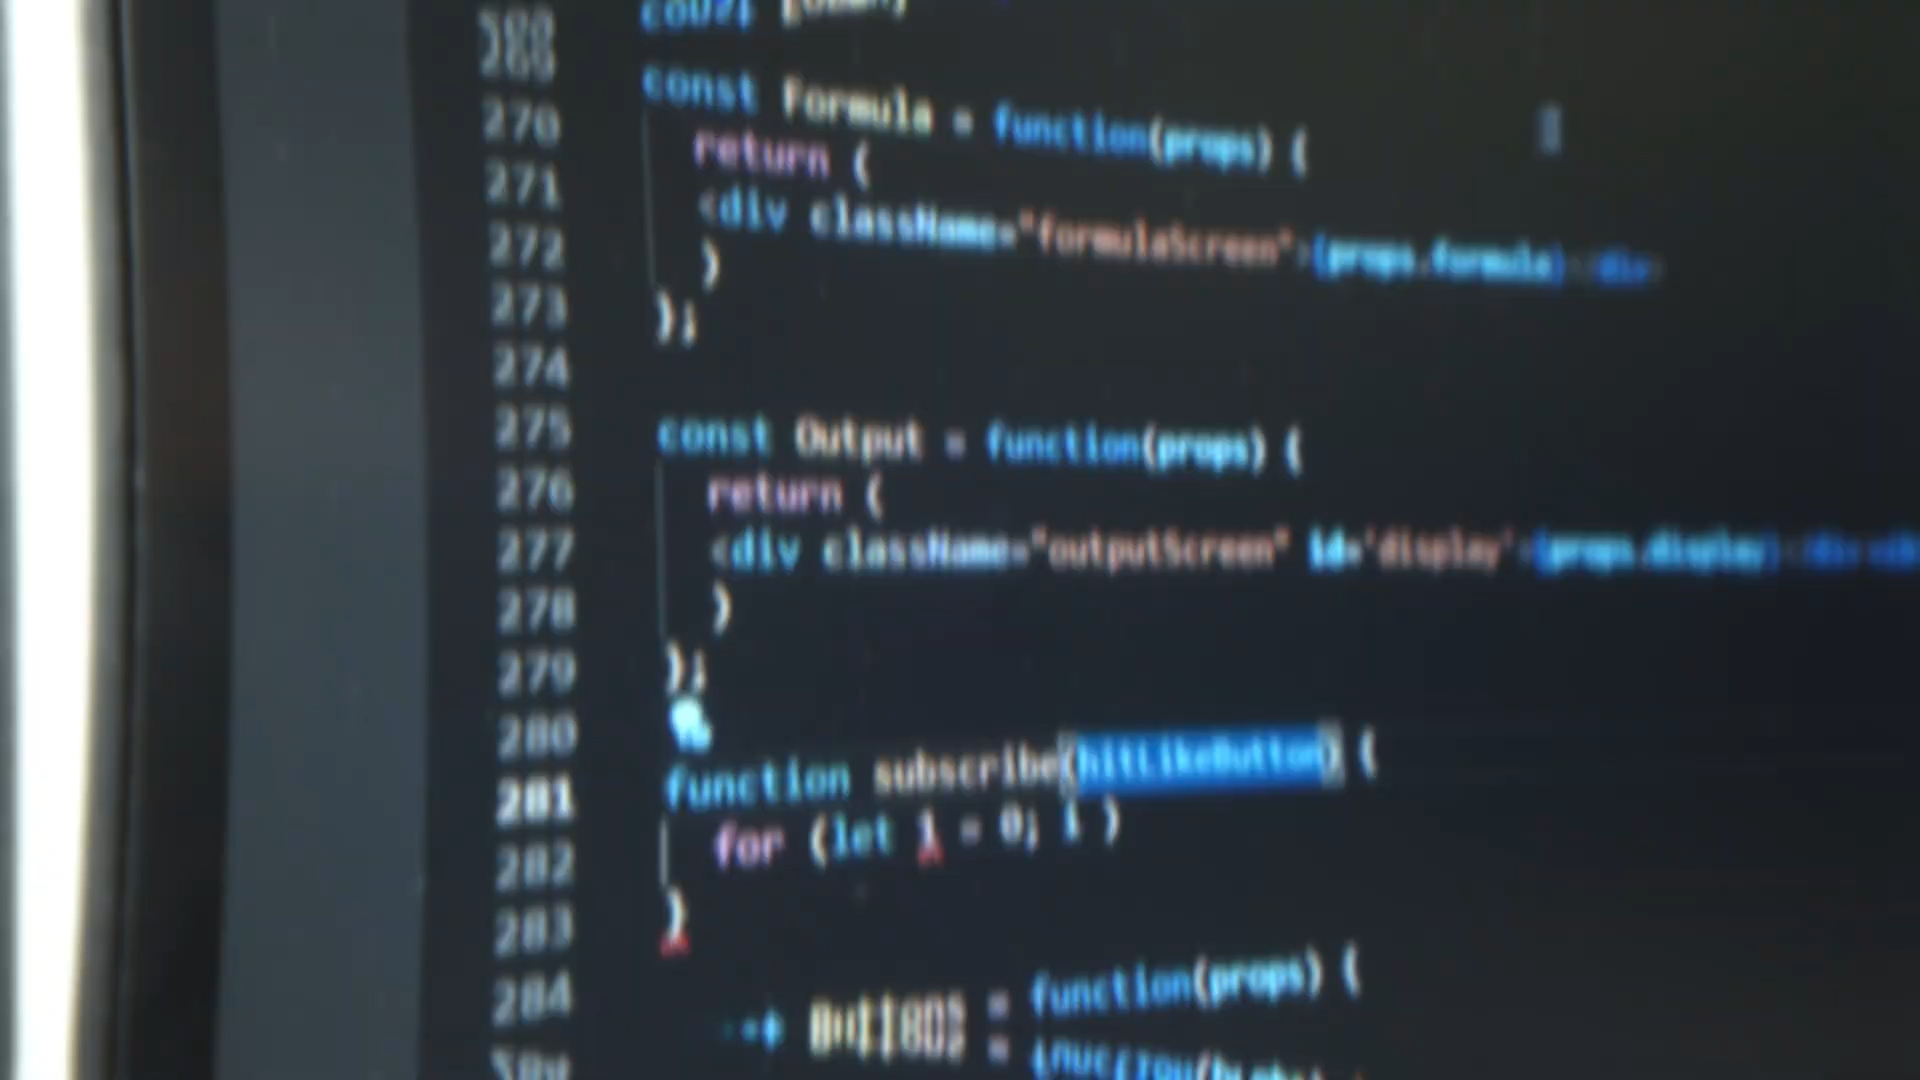 const Formula = function(props) {
270
return (
271
<div className="formulaScreen">{props.formula} div
272
)
273
};
274
275
const Output = function(props) {
276
return (
277
<div className="outputScreen" id='display'>{props.display}
278
)
279
};
280
281
function subscribe(hitLikeButton) {
282
for (let i = 0; i )
283
}
284
= function(props) {